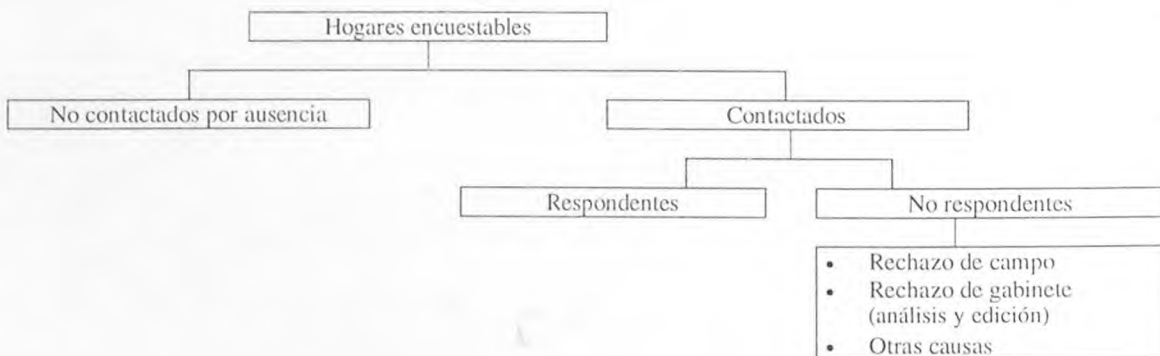 Hogares encuestables
No contactados por ausencia
Contactados
Respondentes
No respondentes
• Rechazo de campo
• Rechazo de gabinete
(análisis y edición)
• Otras causas